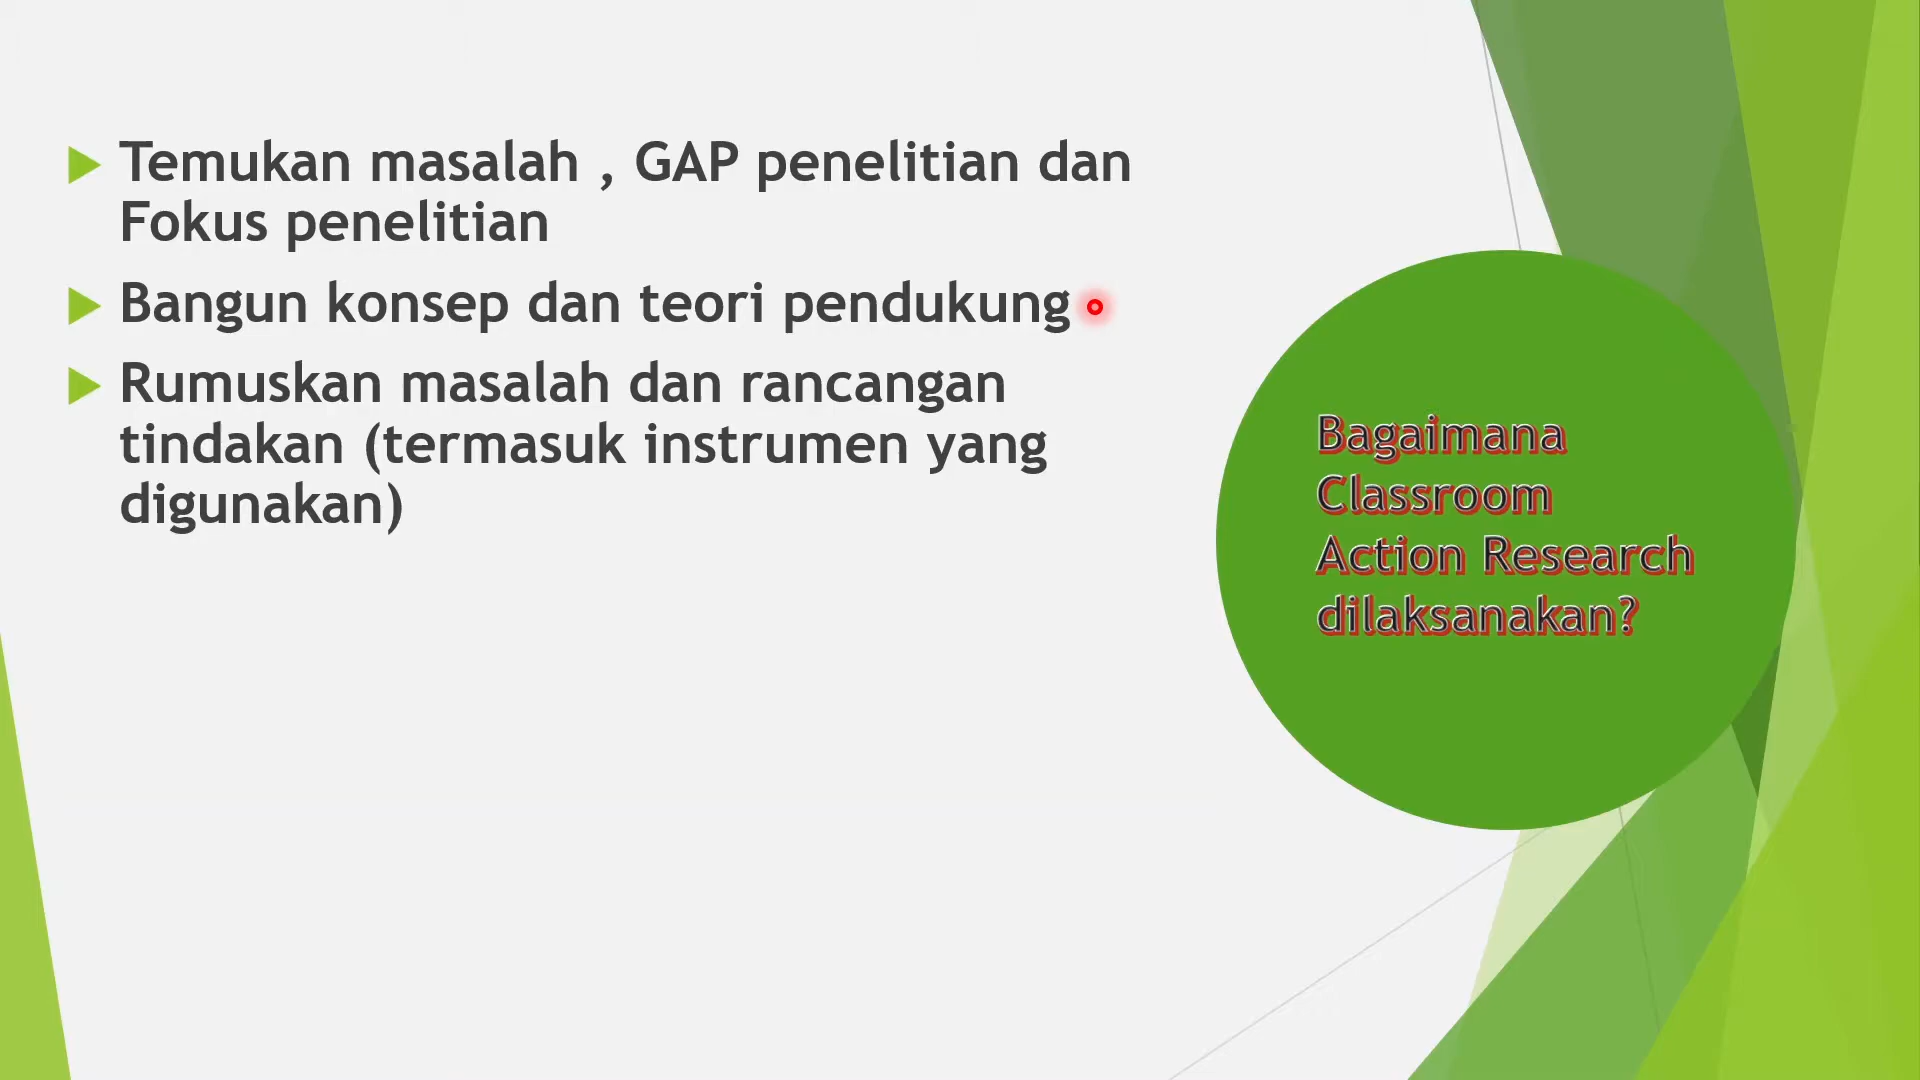 Temukan masalah , GAP penelitian dan
Fokus penelitian
Bangun konsep dan teori pendukung
Rumuskan masalah dan rancangan
tindakan (termasuk instrumen yang
digunakan)
Bagaimana
Classroom
Action Research
dilaksanakan?